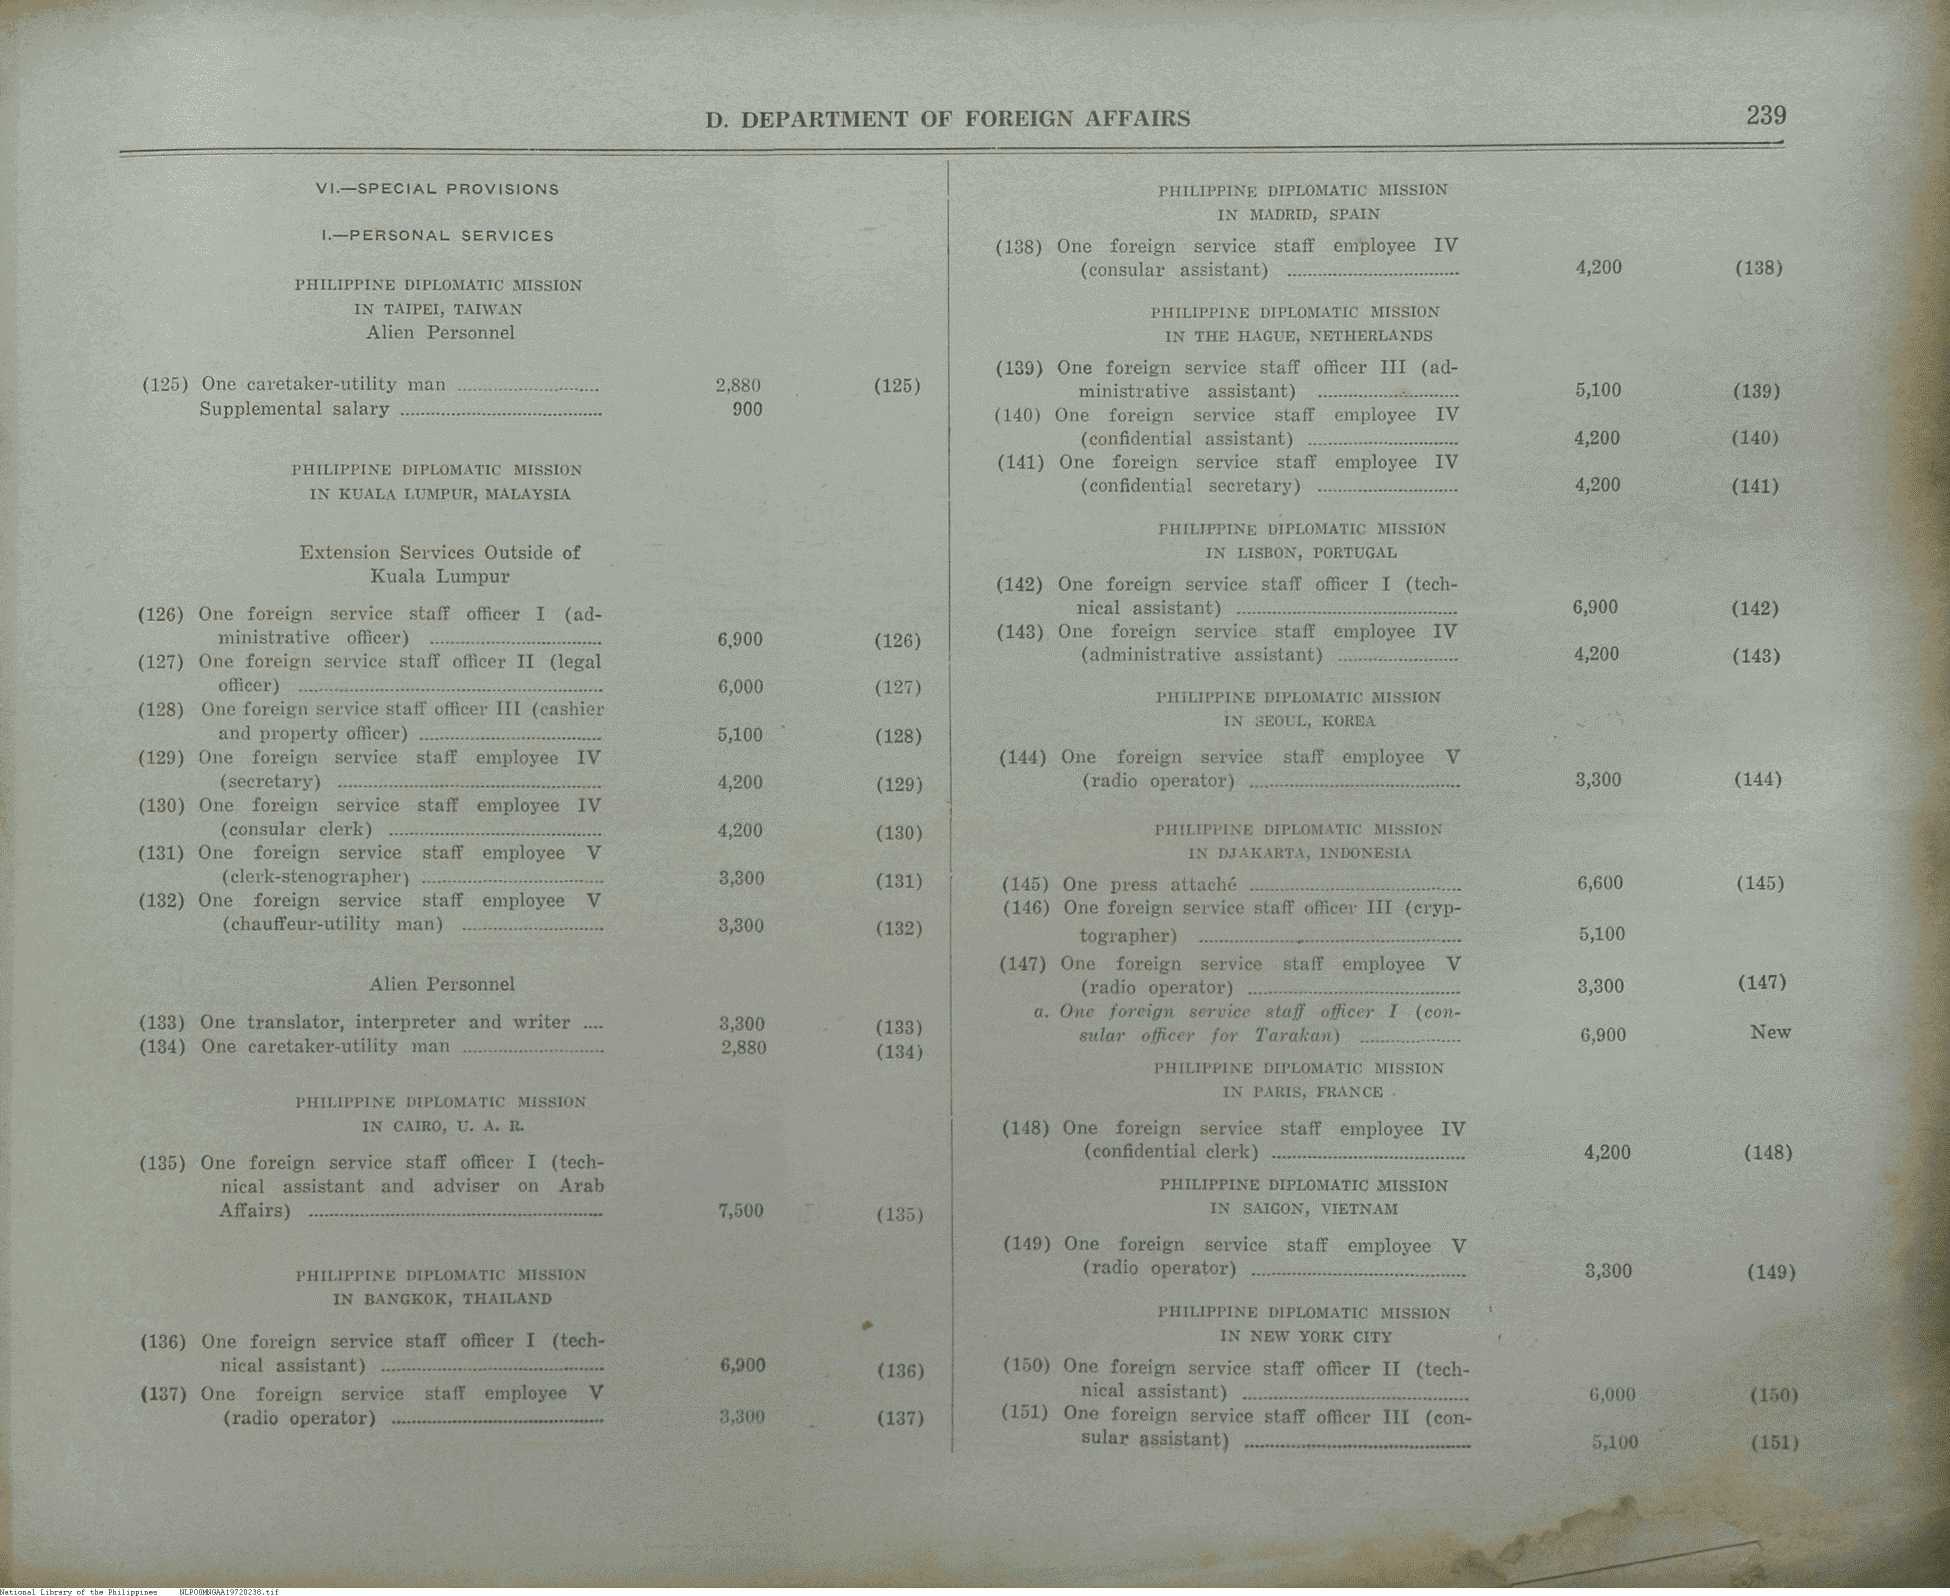 D. DEPARTMENT OF FOREIGN AFFAIRS 239
VI.—SPECIAL PROVISIONS
I.—PERSONAL SERVICES
PHILIPPINE DIPLOMATIC MISSION
IN TAIPEI, TAIWAN
Alien Personnel
(125) One caretaker-utility man ............ 2,880 (125)
Supplemental salary ............ 900
PHILIPPINE DIPLOMATIC MISSION
IN KUALA LUMPUR, MALAYSIA
Extension Services Outside of
Kuala Lumpur
(126) One foreign service staff officer I (ad-
ministrative officer) ............ 6,900 (126)
(127) One foreign service staff officer II (legal
officer) ............ 6,000 (127)
(128) One foreign service staff officer III (cashier
and property officer) ............ 5,100 (128)
(129) One foreign service staff employee IV
(secretary) ............ 4,200 (129)
(130) One foreign service staff employee IV
(consular clerk) ............ 4,200 (130)
(131) One foreign service staff employee V
(clerk-stenographer) ............ 3,300 (131)
(132) One foreign service staff employee V
(chauffeur-utility man) ............ 3,300 (132)
Alien Personnel
(133) One translator, interpreter and writer .... 3,300 (133)
(134) One caretaker-utility man ............ 2,880 (134)
PHILIPPINE DIPLOMATIC MISSION
IN CAIRO, U. A. R.
(135) One foreign service staff officer I (tech-
nical assistant and adviser on Arab
Affairs) ............ 7,500 (135)
PHILIPPINE DIPLOMATIC MISSION
IN BANGKOK, THAILAND
(136) One foreign service staff officer I (tech-
nical assistant) ............ 6,900 (136)
(137) One foreign service staff employee V
(radio operator) ............ 3,300 (137)
PHILIPPINE DIPLOMATIC MISSION
IN MADRID, SPAIN
(138) One foreign service staff employee IV
(consular assistant) ............ 4,200 (138)
PHILIPPINE DIPLOMATIC MISSION
IN THE HAGUE, NETHERLANDS
(139) One foreign service staff officer III (ad-
ministrative assistant) ............ 5,100 (139)
(140) One foreign service staff employee IV
(confidential assistant) ............ 4,200 (140)
(141) One foreign service staff employee IV
(confidential secretary) ............ 4,200 (141)
PHILIPPINE DIPLOMATIC MISSION
IN LISBON, PORTUGAL
(142) One foreign service staff officer I (tech-
nical assistant) ............ 6,900 (142)
(143) One foreign service staff employee IV
(administrative assistant) ............ 4,200 (143)
PHILIPPINE DIPLOMATIC MISSION
IN SEOUL, KOREA
(144) One foreign service staff employee V
(radio operator) ............ 3,300 (144)
PHILIPPINE DIPLOMATIC MISSION
IN DJAKARTA, INDONESIA
(145) One press attaché ............ 6,600 (145)
(146) One foreign service staff officer III (cryp-
tographer) ............ 5,100
(147) One foreign service staff employee V
(radio operator) ............ 3,300 (147)
a. One foreign service staff officer I (con-
sular officer for Tarakan) ............ 6,900 New
PHILIPPINE DIPLOMATIC MISSION
IN PARIS, FRANCE
(148) One foreign service staff employee IV
(confidential clerk) ............ 4,200 (148)
PHILIPPINE DIPLOMATIC MISSION
IN SAIGON, VIETNAM
(149) One foreign service staff employee V
(radio operator) ............ 3,300 (149)
PHILIPPINE DIPLOMATIC MISSION
IN NEW YORK CITY
(150) One foreign service staff officer II (tech-
nical assistant) ............ 6,000 (150)
(151) One foreign service staff officer III (con-
sular assistant) ............ 5,100 (151)
National Library of the Philippines NLPOGMNGAA19720238.tif